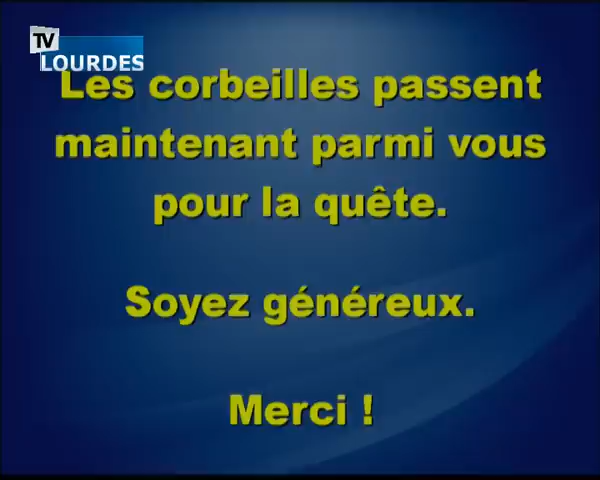 TV
LOURDES
Les corbeilles passent
maintenant parmi vous
pour la quête.
Soyez généreux.
Merci !